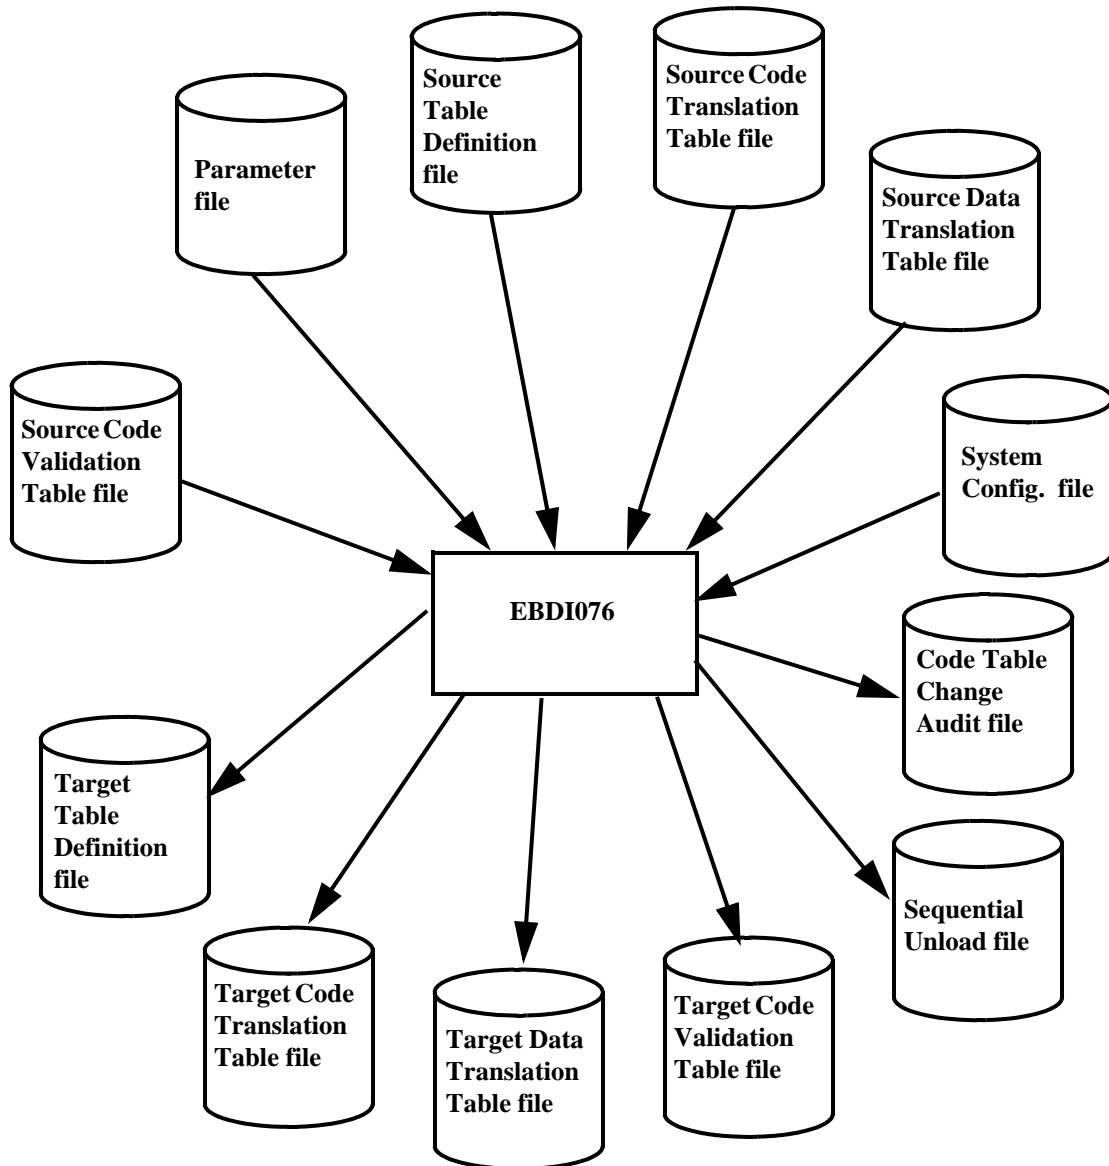 Source
Table
Definition
file
Source Code
Translation
Table file
Parameter
file
Source Data
Translation
Table file
Source Code
Validation
Table file
System
Config. file
EBDI076
Code Table
Change
Audit file
Target
Table
Definition
file
Sequential
Unload file
Target Code
Translation
Table file
Target Data
Translation
Table file
Target Code
Validation
Table file